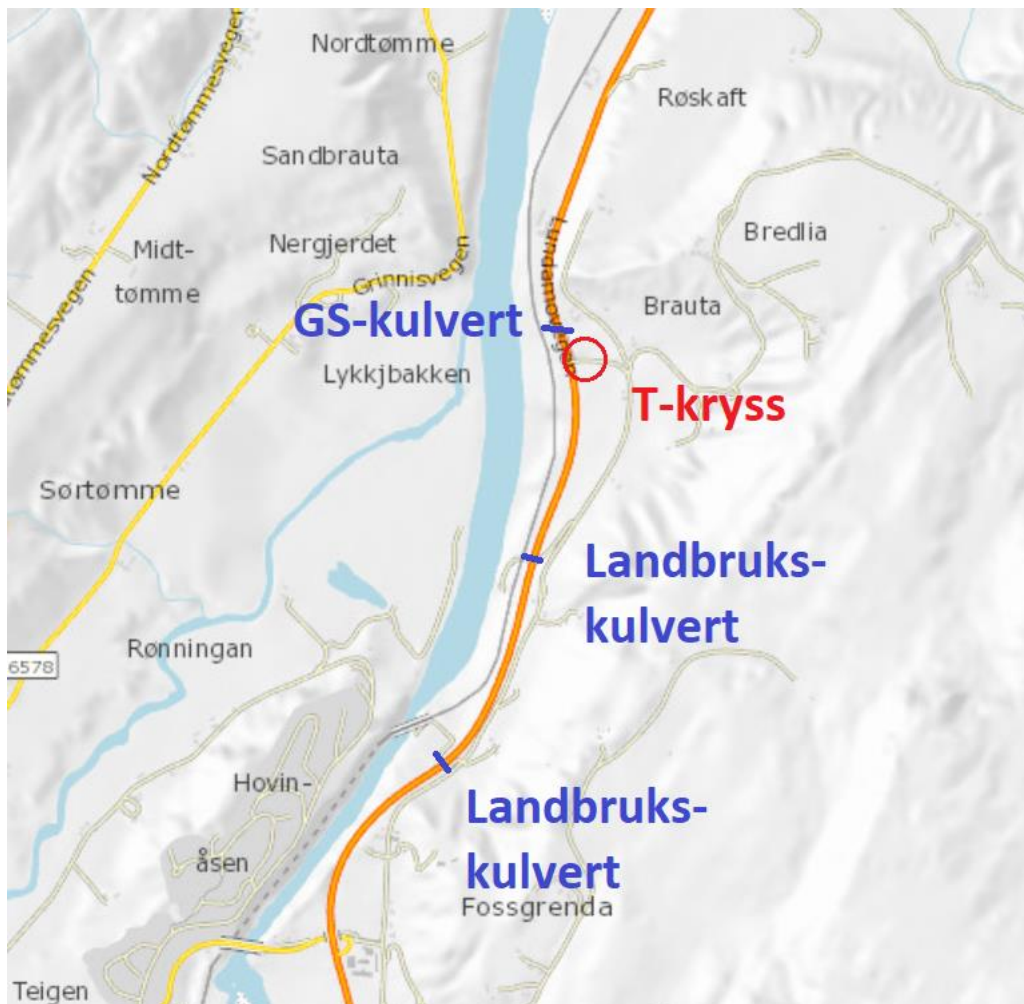 Nordtømme
Røskaft
Nordtømmesvegen
Sandbrauta
Bredlia
Nergjerdet
Midt-
tømme
Grinnisvegen
Lundamovegen
Brauta
GS-kulvert
tømmesvegen
Lykkjbakken
T-kryss
Sørtømme
Landbruks-
kulvert
Rønningan
6578
Hovin-
åsen
Landbruks-
kulvert
Fossgrenda
Teigen